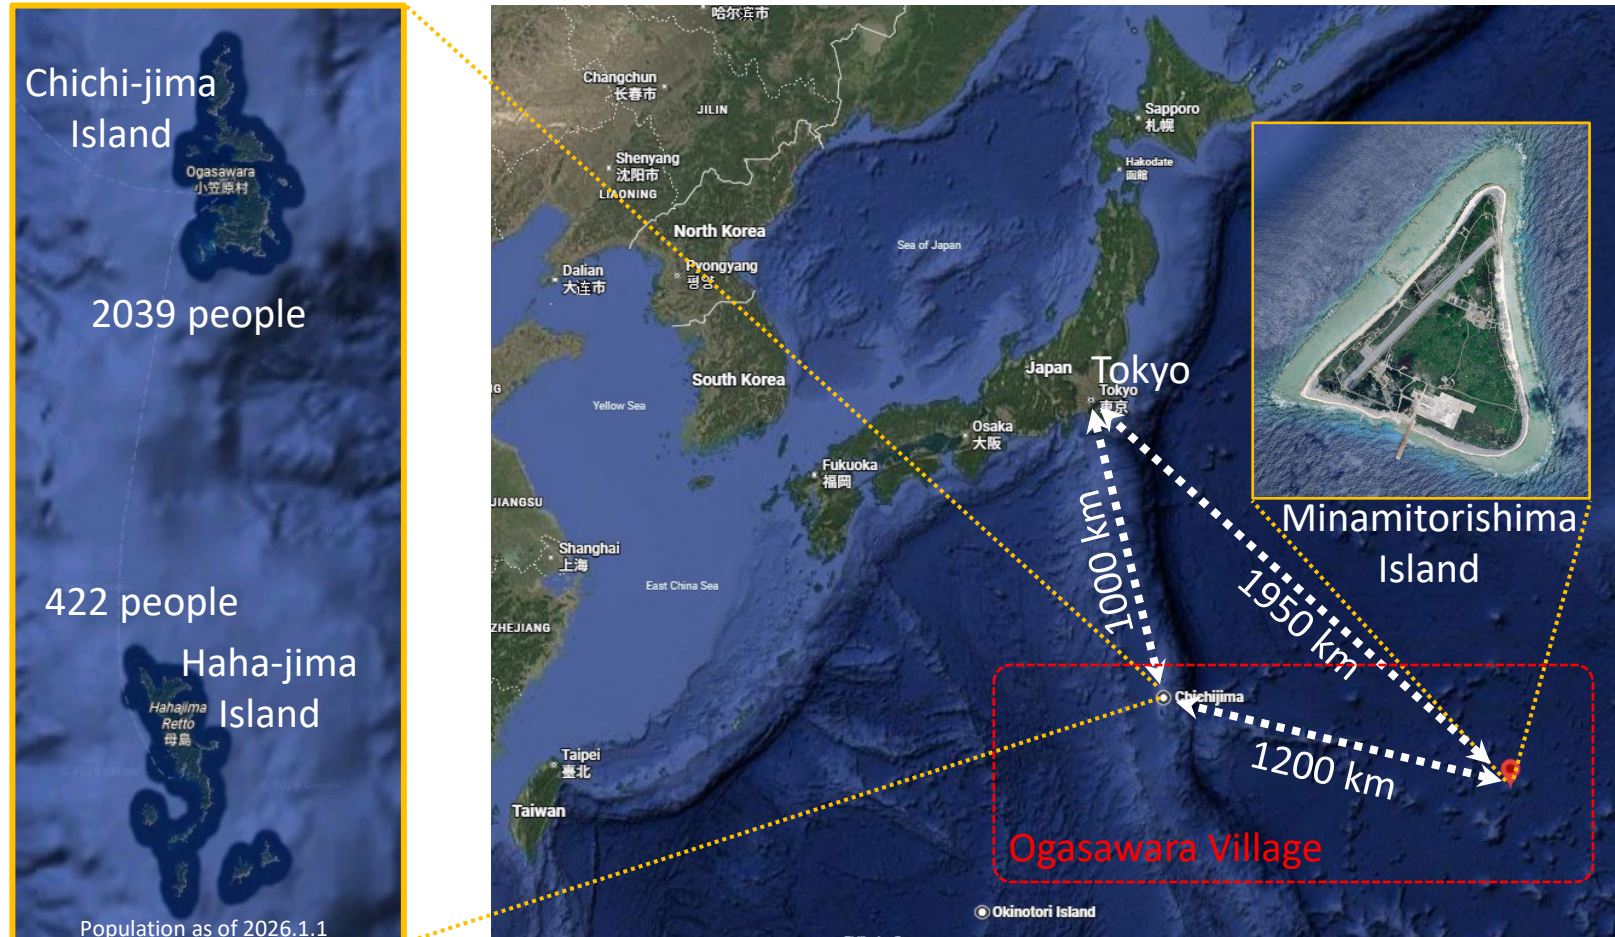 Chichi-jima
Island
Ogasawara
小笠原村
2039 people
422 people
Haha-jima
Island
Hahajima
Retto
母島
Population as of 2026.1.1
哈尔滨市
Changchun
长春市
JILIN
Shenyang
沈阳市
LIAONING
North Korea
Pyongyang
평양
Dalian
大连市
Sapporo
札幌
Hakodate
函館
Sea of Japan
Japan
Tokyo
Tokyo
東京
South Korea
Yellow Sea
Osaka
大阪
Fukuoka
福岡
JIANGSU
Shanghai
上海
East China Sea
ZHEJIANG
1000 km
1950 km
Minamitorishima
Island
Chichijima
1200 km
Taipei
臺北
Taiwan
Ogasawara Village
Okinotori Island